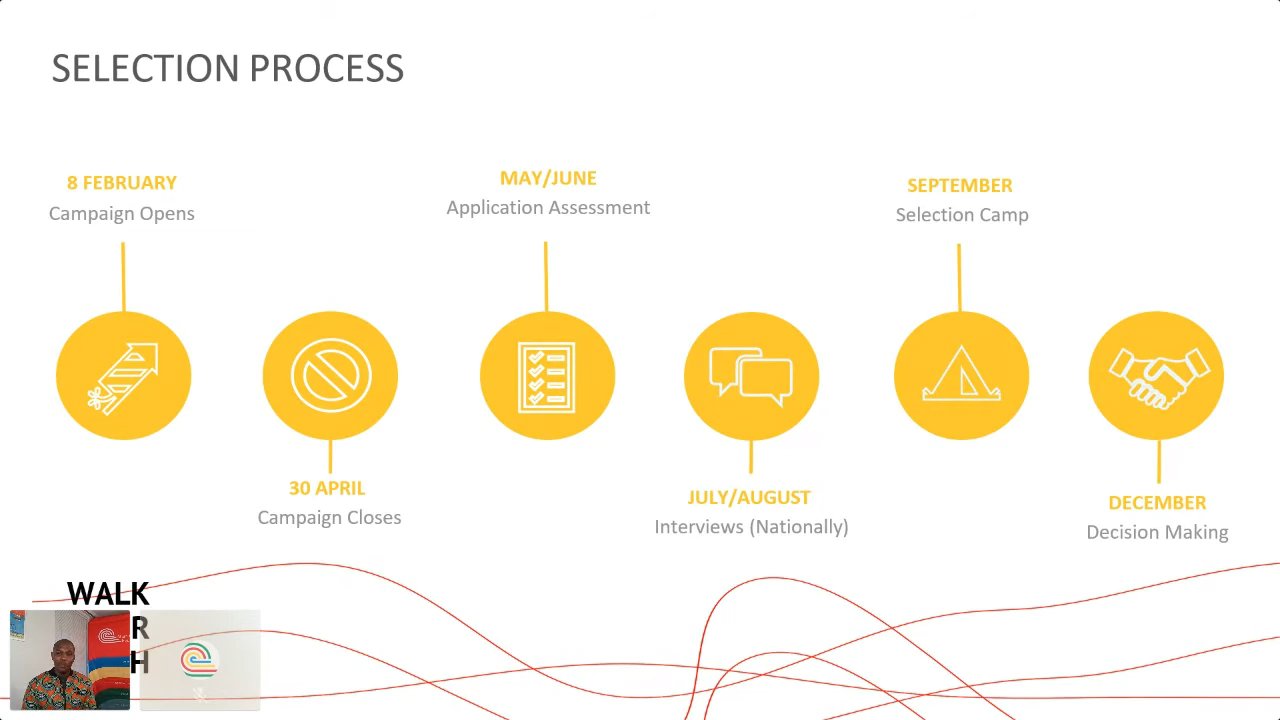 SELECTION PROCESS
8 FEBRUARY
Campaign Opens
30 APRIL
Campaign Closes
MAY/JUNE
Application Assessment
JULY/AUGUST
Interviews (Nationally)
SEPTEMBER
Selection Camp
DECEMBER
Decision Making
WALK
R
H